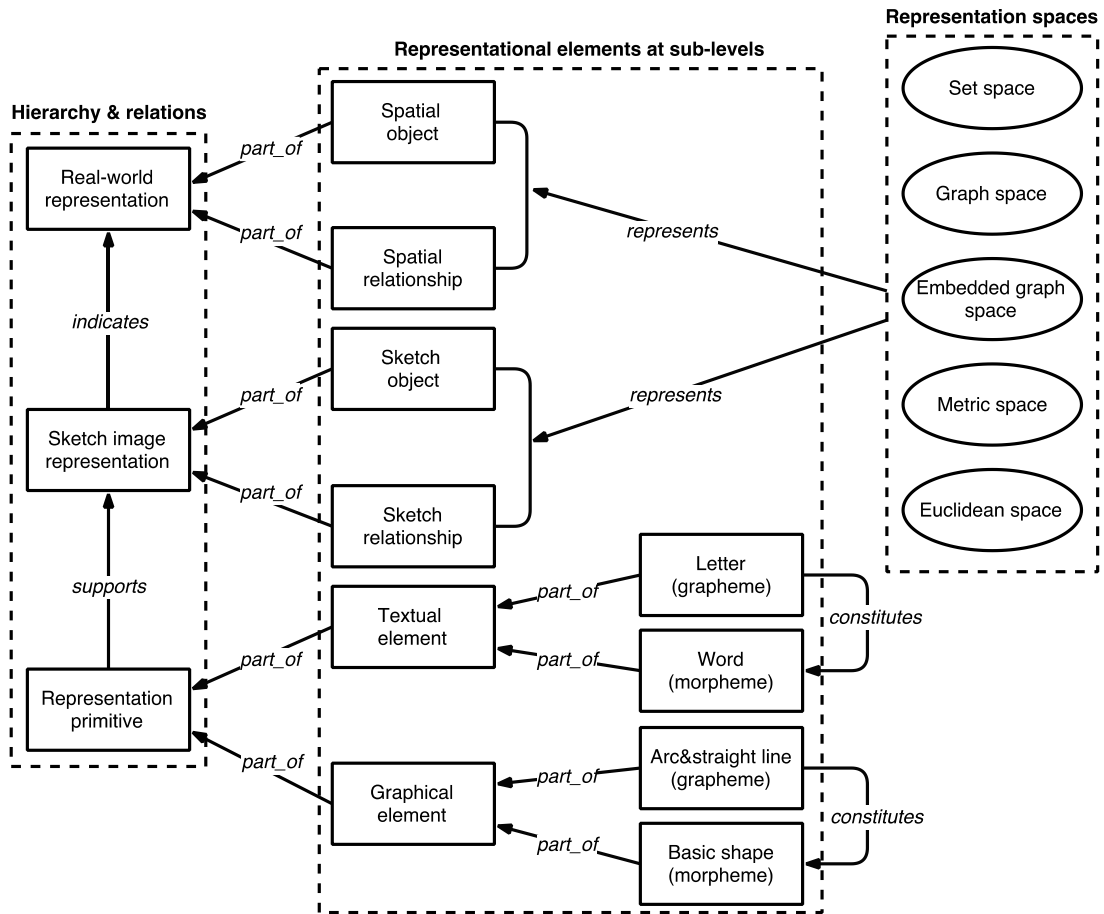 Representation spaces
Representational elements at sub-levels
Hierarchy & relations
Real-world
representation
indicates
Sketch image
representation
supports
Representation
primitive
part_of
part_of
part_of
part_of
part_of
part_of
Spatial
object
Spatial
relationship
Sketch
object
Sketch
relationship
Textual
element
Graphical
element
part_of
part_of
part_of
part_of
Letter
(grapheme)
Word
(morpheme)
Arc&straight line
(grapheme)
Basic shape
(morpheme)
constitutes
constitutes
represents
represents
Set space
Graph space
Embedded graph
space
Metric space
Euclidean space